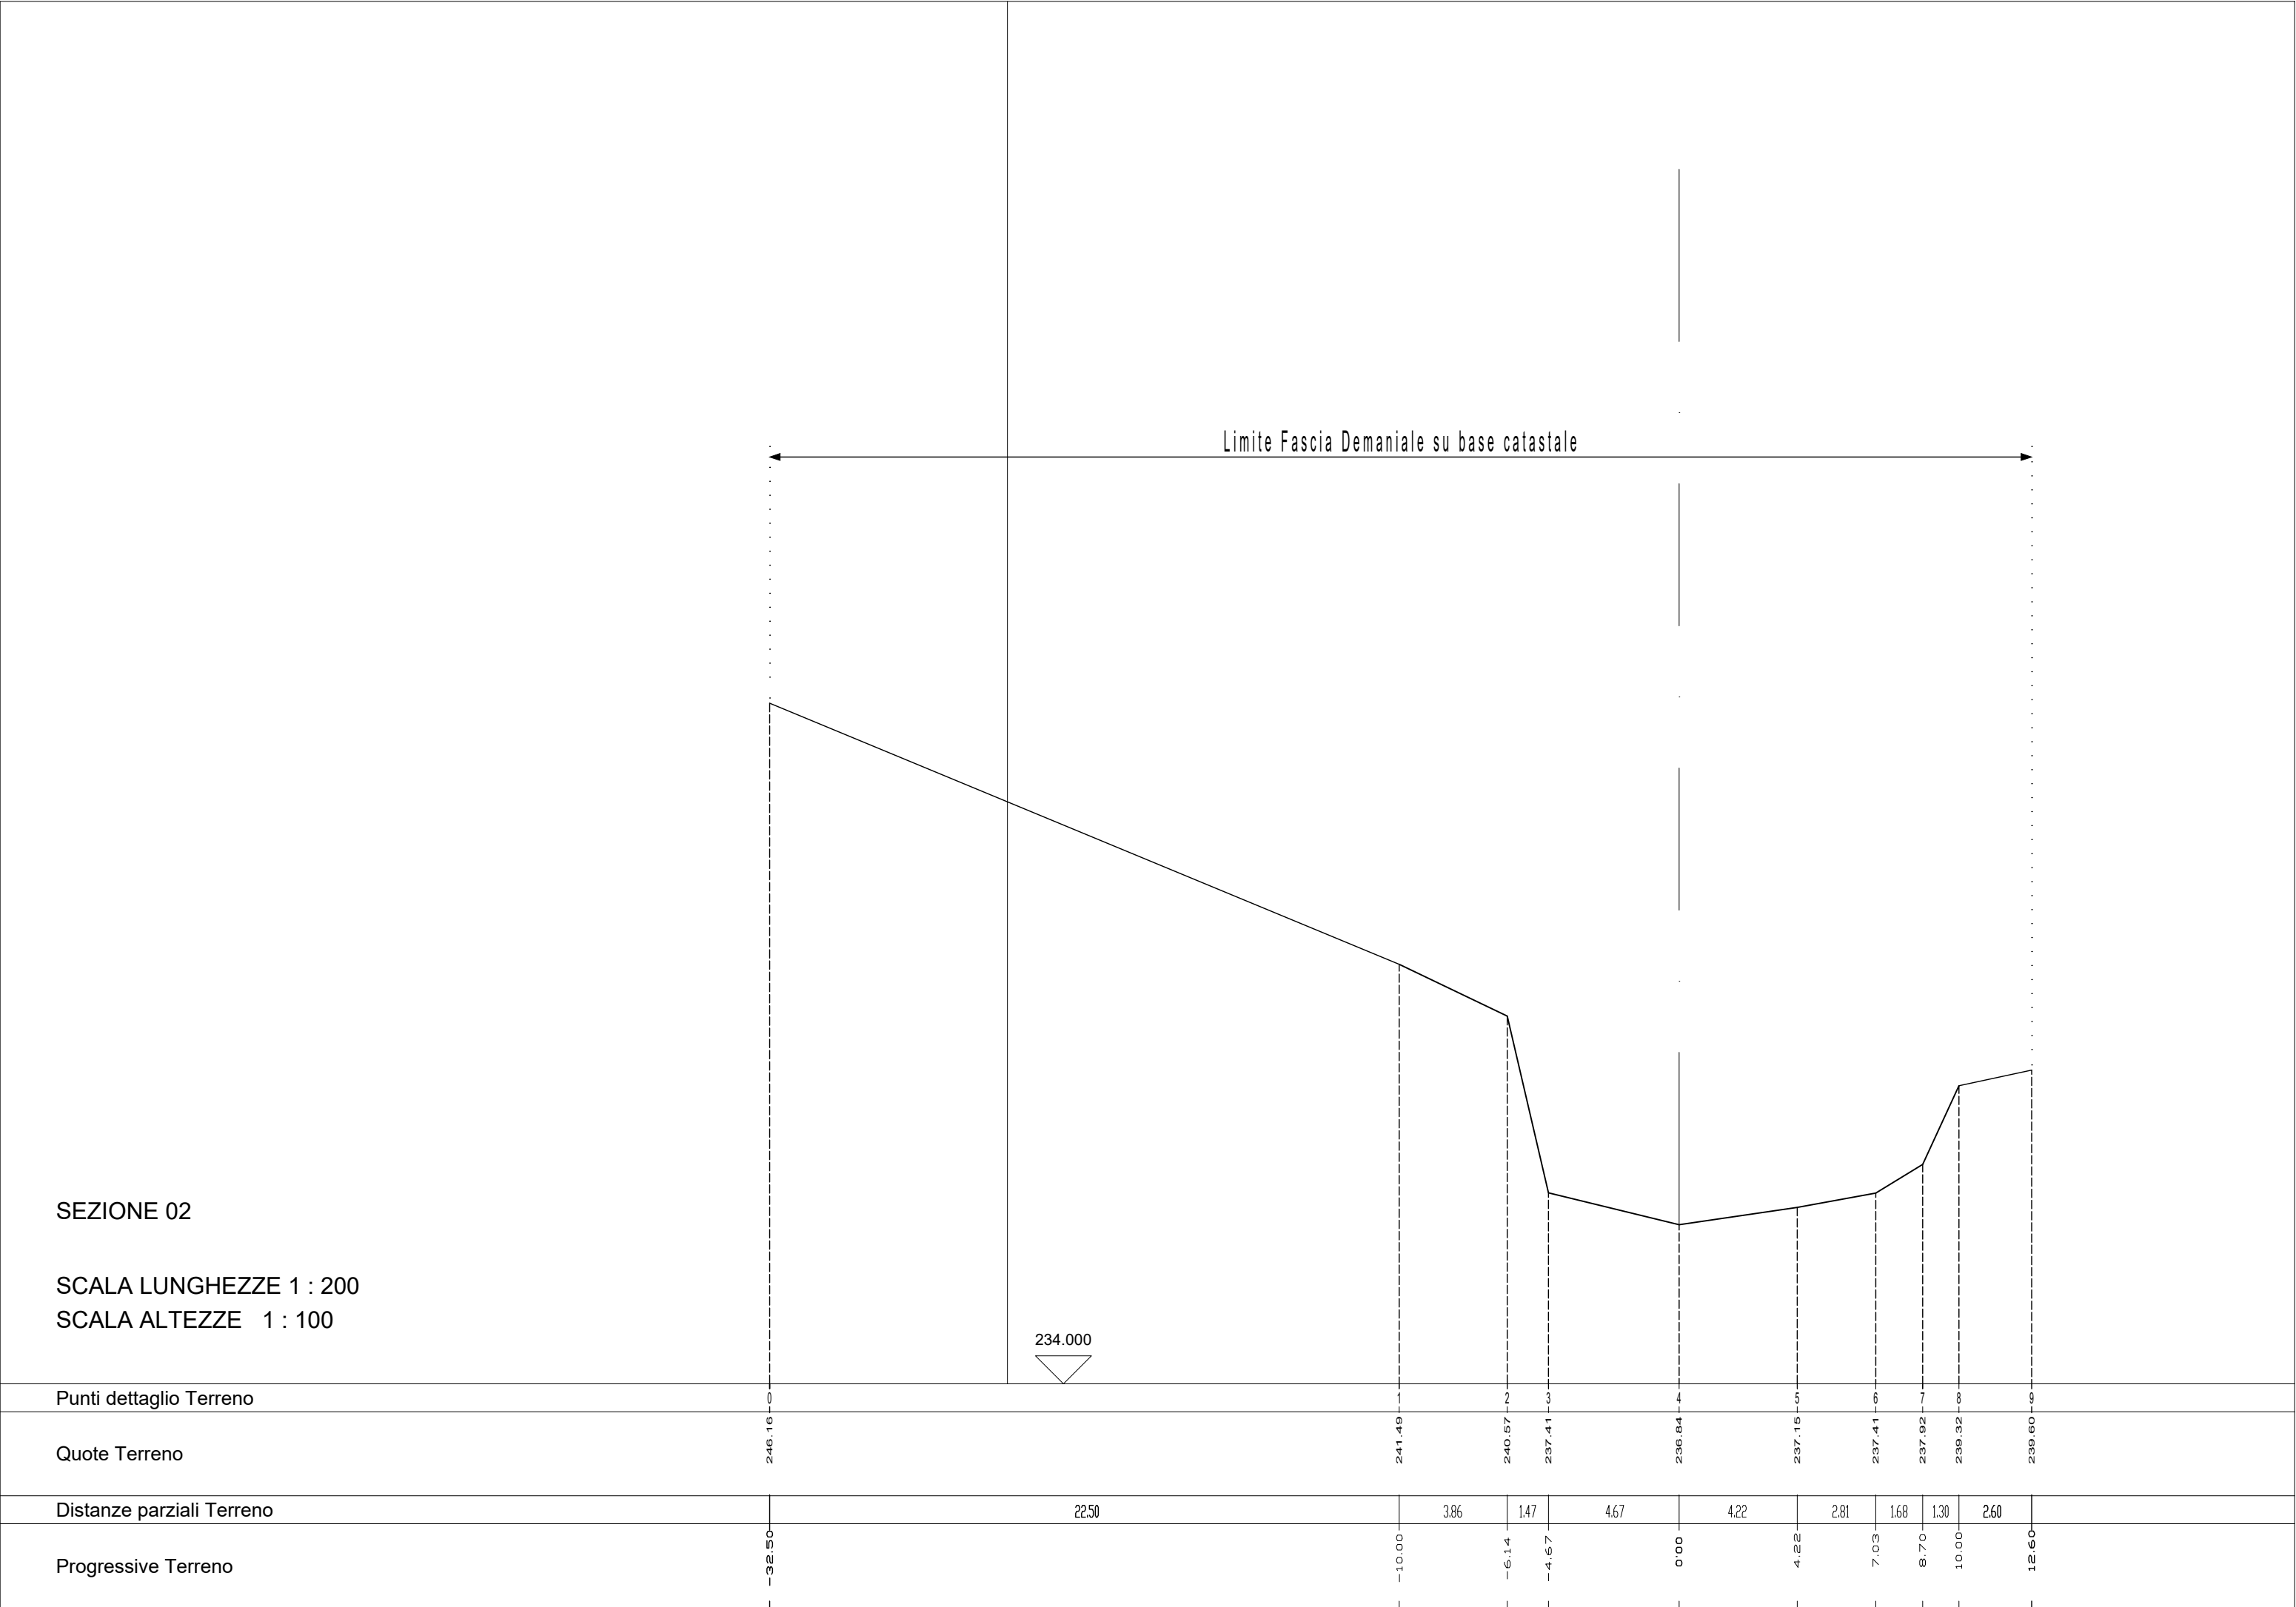 Limite Fascia Demaniale su base catastale
SEZIONE 02
SCALA LUNGHEZZE 1 : 200
SCALA ALTEZZE 1 : 100
234.000
Punti dettaglio Terreno 0 1 2 3 4 5 6 7 8 9
Quote Terreno 246.16 241.49 240.57 237.41 236.84 237.15 237.41 237.92 239.32 239.60
Distanze parziali Terreno 22.50 3.86 1.47 4.67 4.22 2.81 1.68 1.30 2.60
Progressive Terreno -32.50 -10.00 -6.14 -4.67 0.00 4.22 7.03 8.70 10.00 12.60